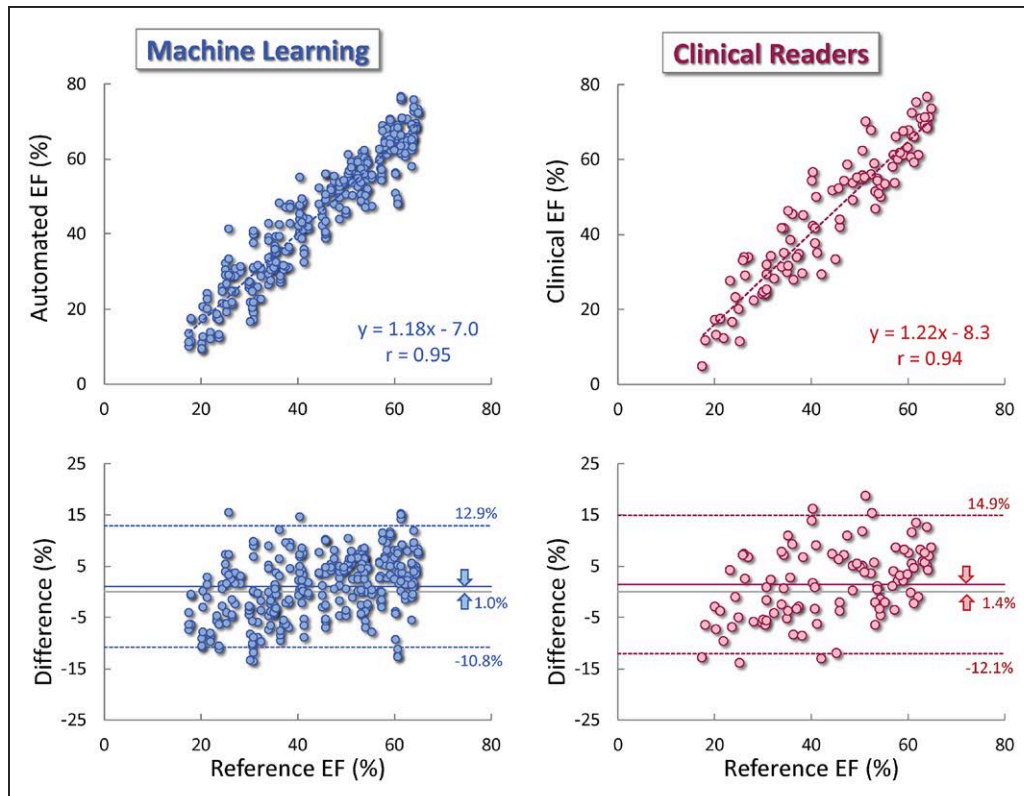 Machine Learning
Clinical Readers
80
60
40
20
0
Automated EF (%)
y = 1.18x - 7.0
r = 0.95
0 20 40 60 80
80
60
40
20
0
Clinical EF (%)
y = 1.22x - 8.3
r = 0.94
0 20 40 60 80
25
15
5
-5
-15
-25
Difference (%)
12.9%
1.0%
-10.8%
0 20 40 60 80
Reference EF (%)
25
15
5
-5
-15
-25
Difference (%)
14.9%
1.4%
-12.1%
0 20 40 60 80
Reference EF (%)